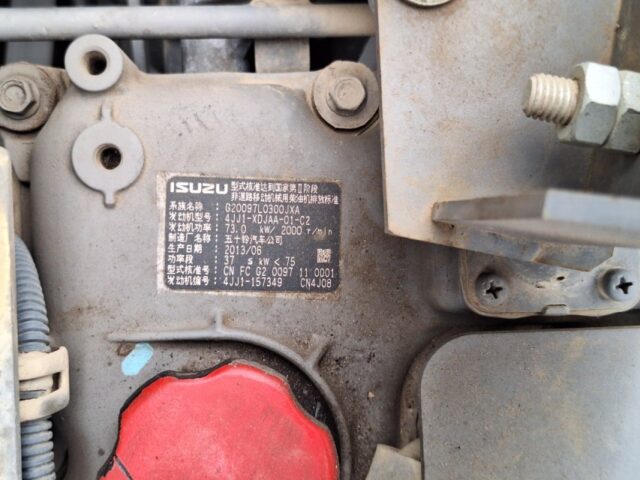 ISUZU 型式核准达到国家第Ⅱ阶段
非道路移动机械用柴油机排放标准
系族名称: G20097L0300JXA
发动机型号: 4JJ1-XDJAA-01-C2
发动机功率: 73.0 kW/ 2000 r/min
制造厂名称: 五十铃汽车公司
生产日期: 2013/06
功率段: 37 ≤ kW < 75
型式核准号: CN FC G2 0097 11 0001
发动机编号: 4JJ1-157349 CN4J08